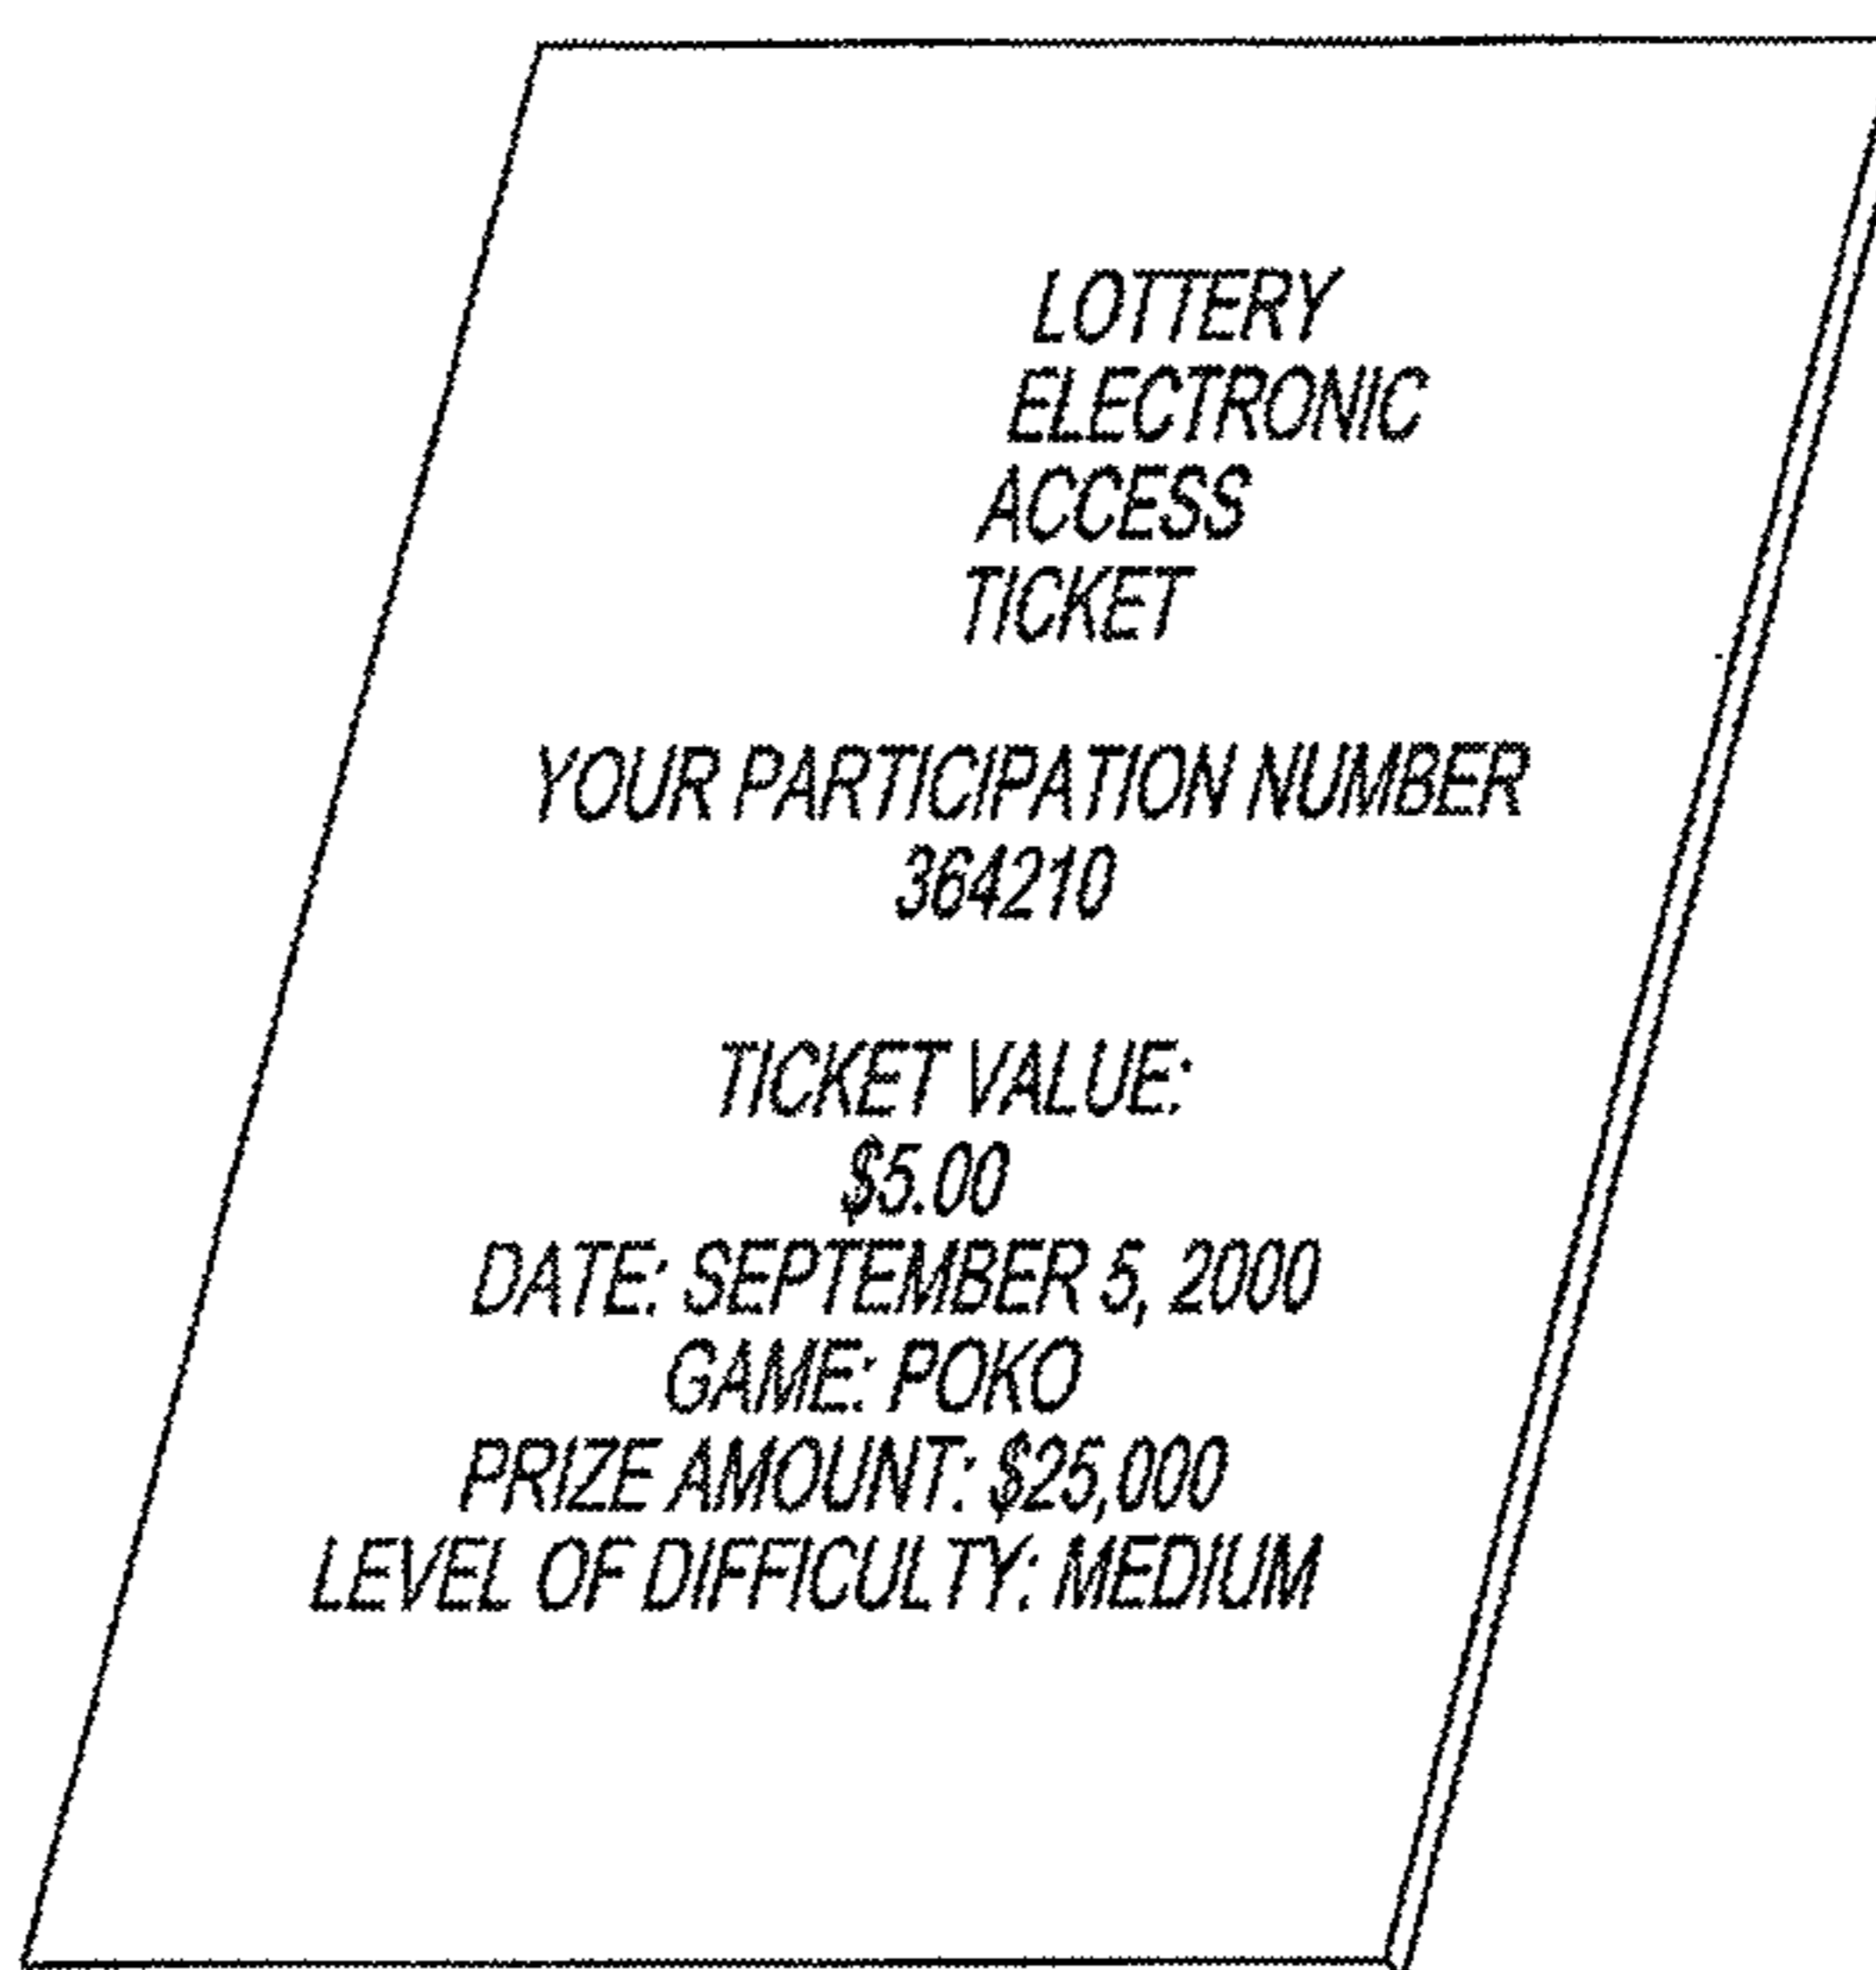 LOTTERY
ELECTRONIC
ACCESS
TICKET
YOUR PARTICIPATION NUMBER
364210
TICKET VALUE:
$5.00
DATE: SEPTEMBER 5, 2000
GAME: POKO
PRIZE AMOUNT: $25,000
LEVEL OF DIFFICULTY: MEDIUM